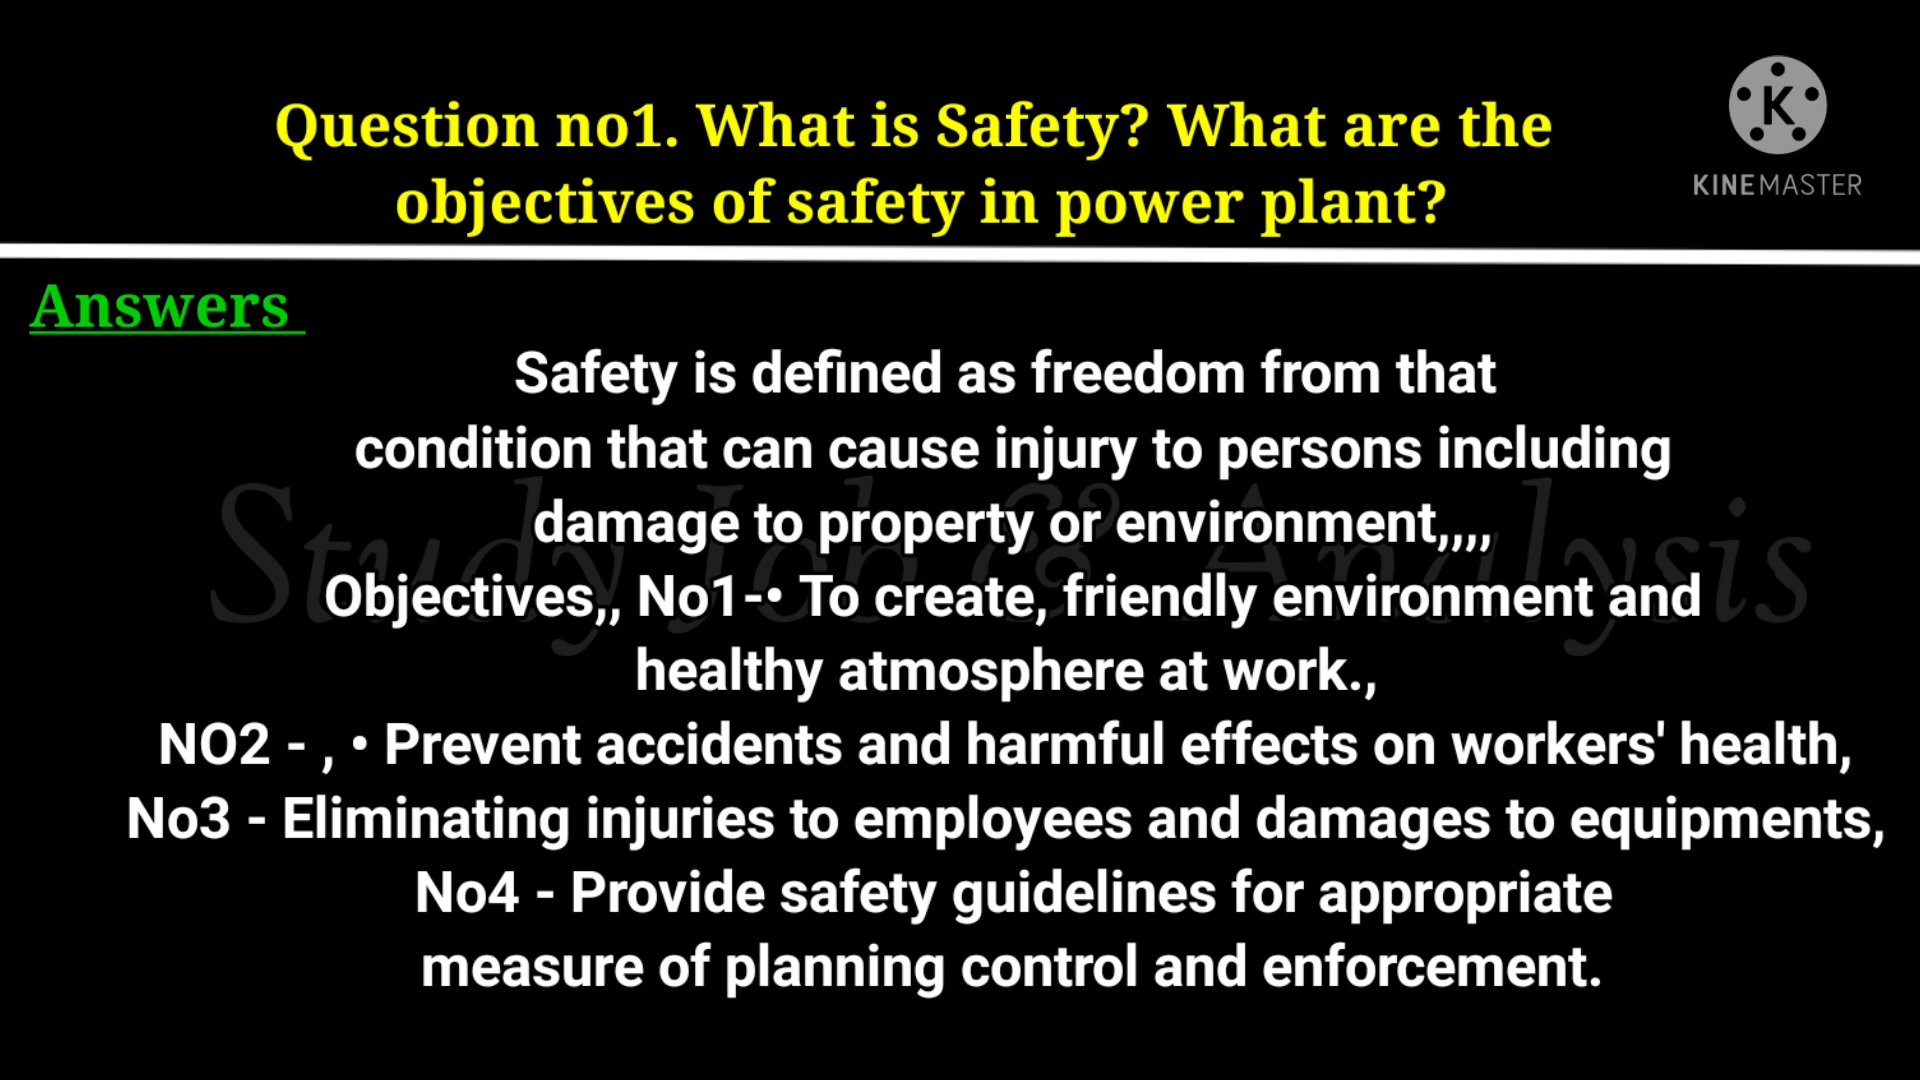 Question no1. What is Safety? What are the
objectives of safety in power plant?
K
KINEMASTER
Answers
Safety is defined as freedom from that
condition that can cause injury to persons including
damage to property or environment,,,,
Study Job & Analysis
Objectives,, No1-• To create, friendly environment and
healthy atmosphere at work.,
NO2 - , • Prevent accidents and harmful effects on workers' health,
No3 - Eliminating injuries to employees and damages to equipments,
No4 - Provide safety guidelines for appropriate
measure of planning control and enforcement.